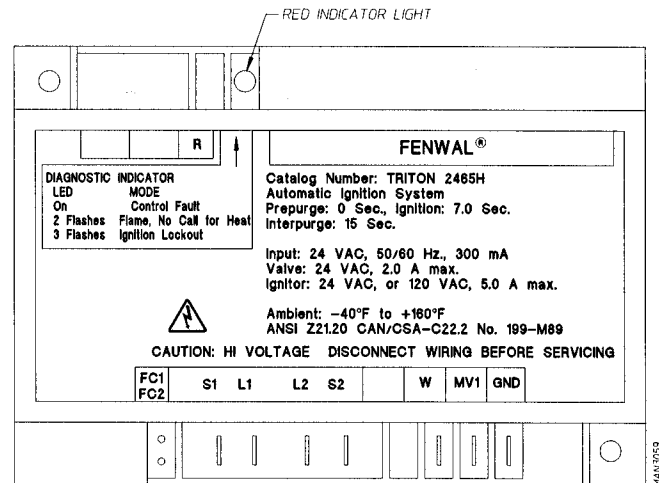 RED INDICATOR LIGHT
R
FENWAL®
DIAGNOSTIC INDICATOR
LED MODE
On Control Fault
2 Flashes Flame, No Call for Heat
3 Flashes Ignition Lockout
Catalog Number: TRITON 2465H
Automatic Ignition System
Prepurge: 0 Sec., Ignition: 7.0 Sec.
Interpurge: 15 Sec.
Input: 24 VAC, 50/60 Hz., 300 mA
Valve: 24 VAC, 2.0 A max.
Ignitor: 24 VAC, or 120 VAC, 5.0 A max.
Ambient: -40°F to +160°F
ANSI Z21.20 CAN/CSA-C22.2 No. 199-M89
CAUTION: HI VOLTAGE DISCONNECT WIRING BEFORE SERVICING
FC1 S1 L1 L2 S2 W MV1 GND
FC2
MAN3059